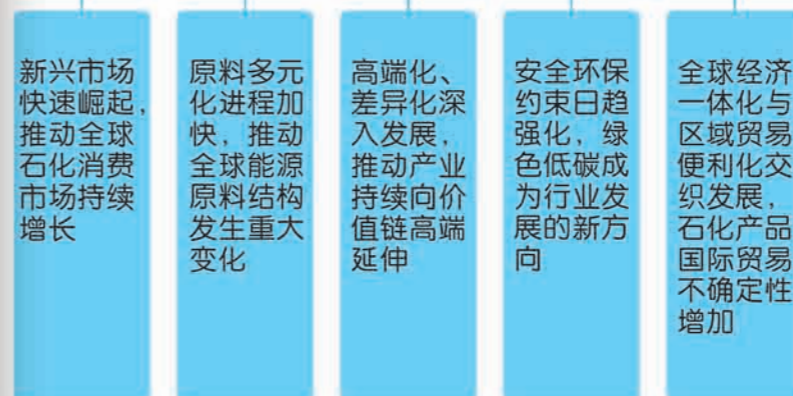 新兴市场
快速崛起，
推动全球
石化消费
市场持续
增长
原料多元
化进程加
快，推动
全球能源
原料结构
发生重大
变化
高端化、
差异化深
入发展，
推动产业
持续向价
值链高端
延伸
安全环保
约束日趋
强化，绿
色低碳成
为行业发
展的新方
向
全球经济
一体化与
区域贸易
便利化交
织发展，
石化产品
国际贸易
不确定性
增加